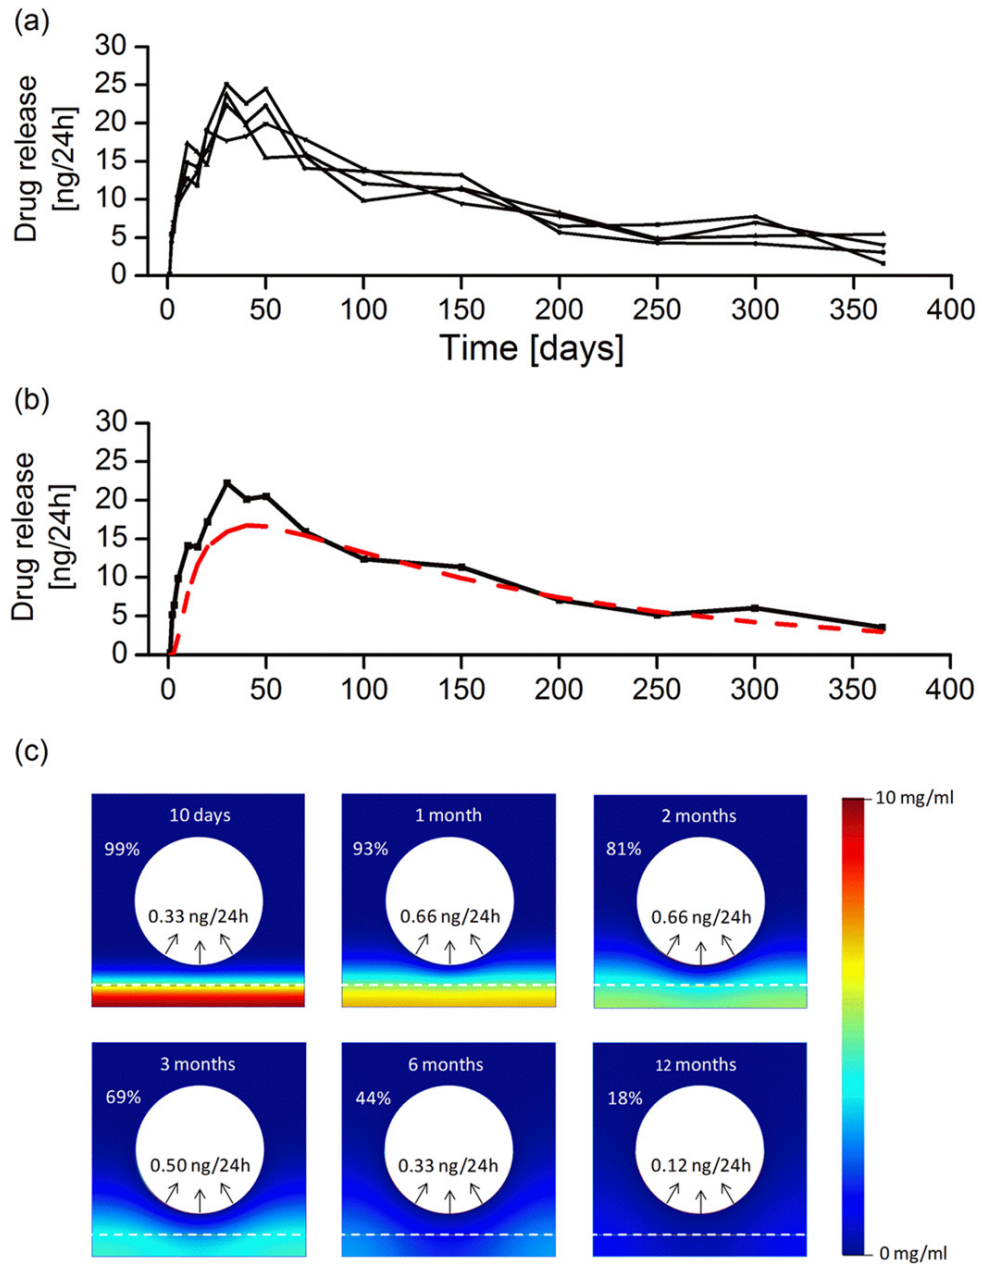 (a)
Drug release
[ng/24h]
30
25
20
15
10
5
0
0 50 100 150 200 250 300 350 400
Time [days]
(b)
Drug release
[ng/24h]
30
25
20
15
10
5
0
0 50 100 150 200 250 300 350 400
(c)
10 days
99%
0.33 ng/24h
1 month
93%
0.66 ng/24h
2 months
81%
0.66 ng/24h
10 mg/ml
3 months
69%
0.50 ng/24h
6 months
44%
0.33 ng/24h
12 months
18%
0.12 ng/24h
0 mg/ml